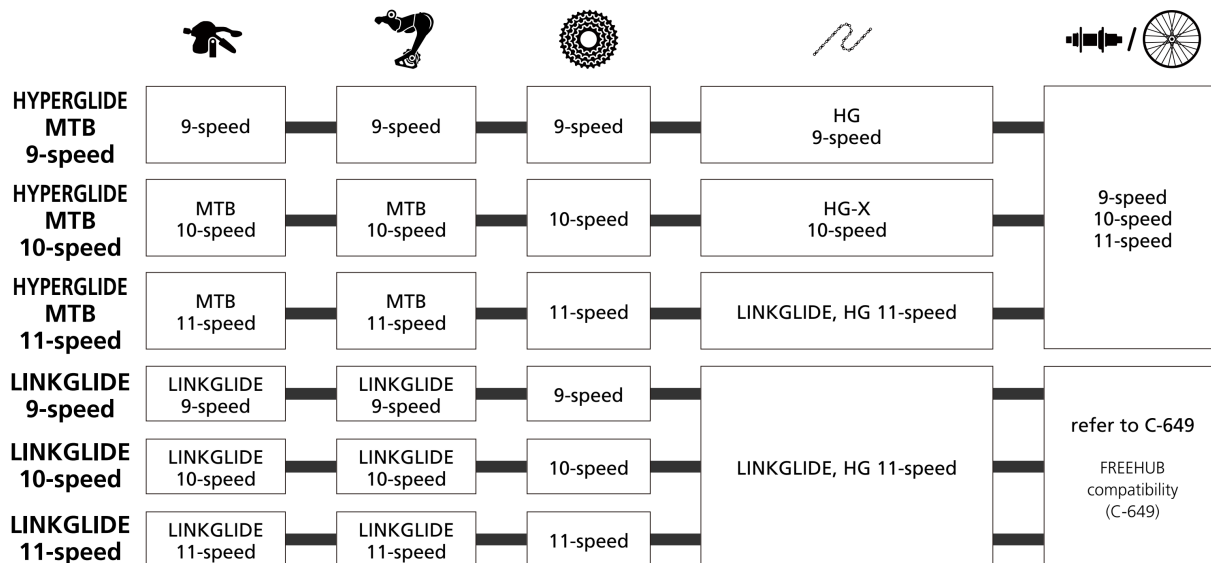 /
HYPERGLIDE
MTB
9-speed
9-speed
9-speed
9-speed
HG
9-speed
9-speed
10-speed
11-speed
HYPERGLIDE
MTB
10-speed
MTB
10-speed
MTB
10-speed
10-speed
HG-X
10-speed
HYPERGLIDE
MTB
11-speed
MTB
11-speed
MTB
11-speed
11-speed
LINKGLIDE, HG 11-speed
LINKGLIDE
9-speed
LINKGLIDE
9-speed
LINKGLIDE
9-speed
9-speed
LINKGLIDE, HG 11-speed
refer to C-649
FREEHUB
compatibility
(C-649)
LINKGLIDE
10-speed
LINKGLIDE
10-speed
LINKGLIDE
10-speed
10-speed
LINKGLIDE
11-speed
LINKGLIDE
11-speed
LINKGLIDE
11-speed
11-speed